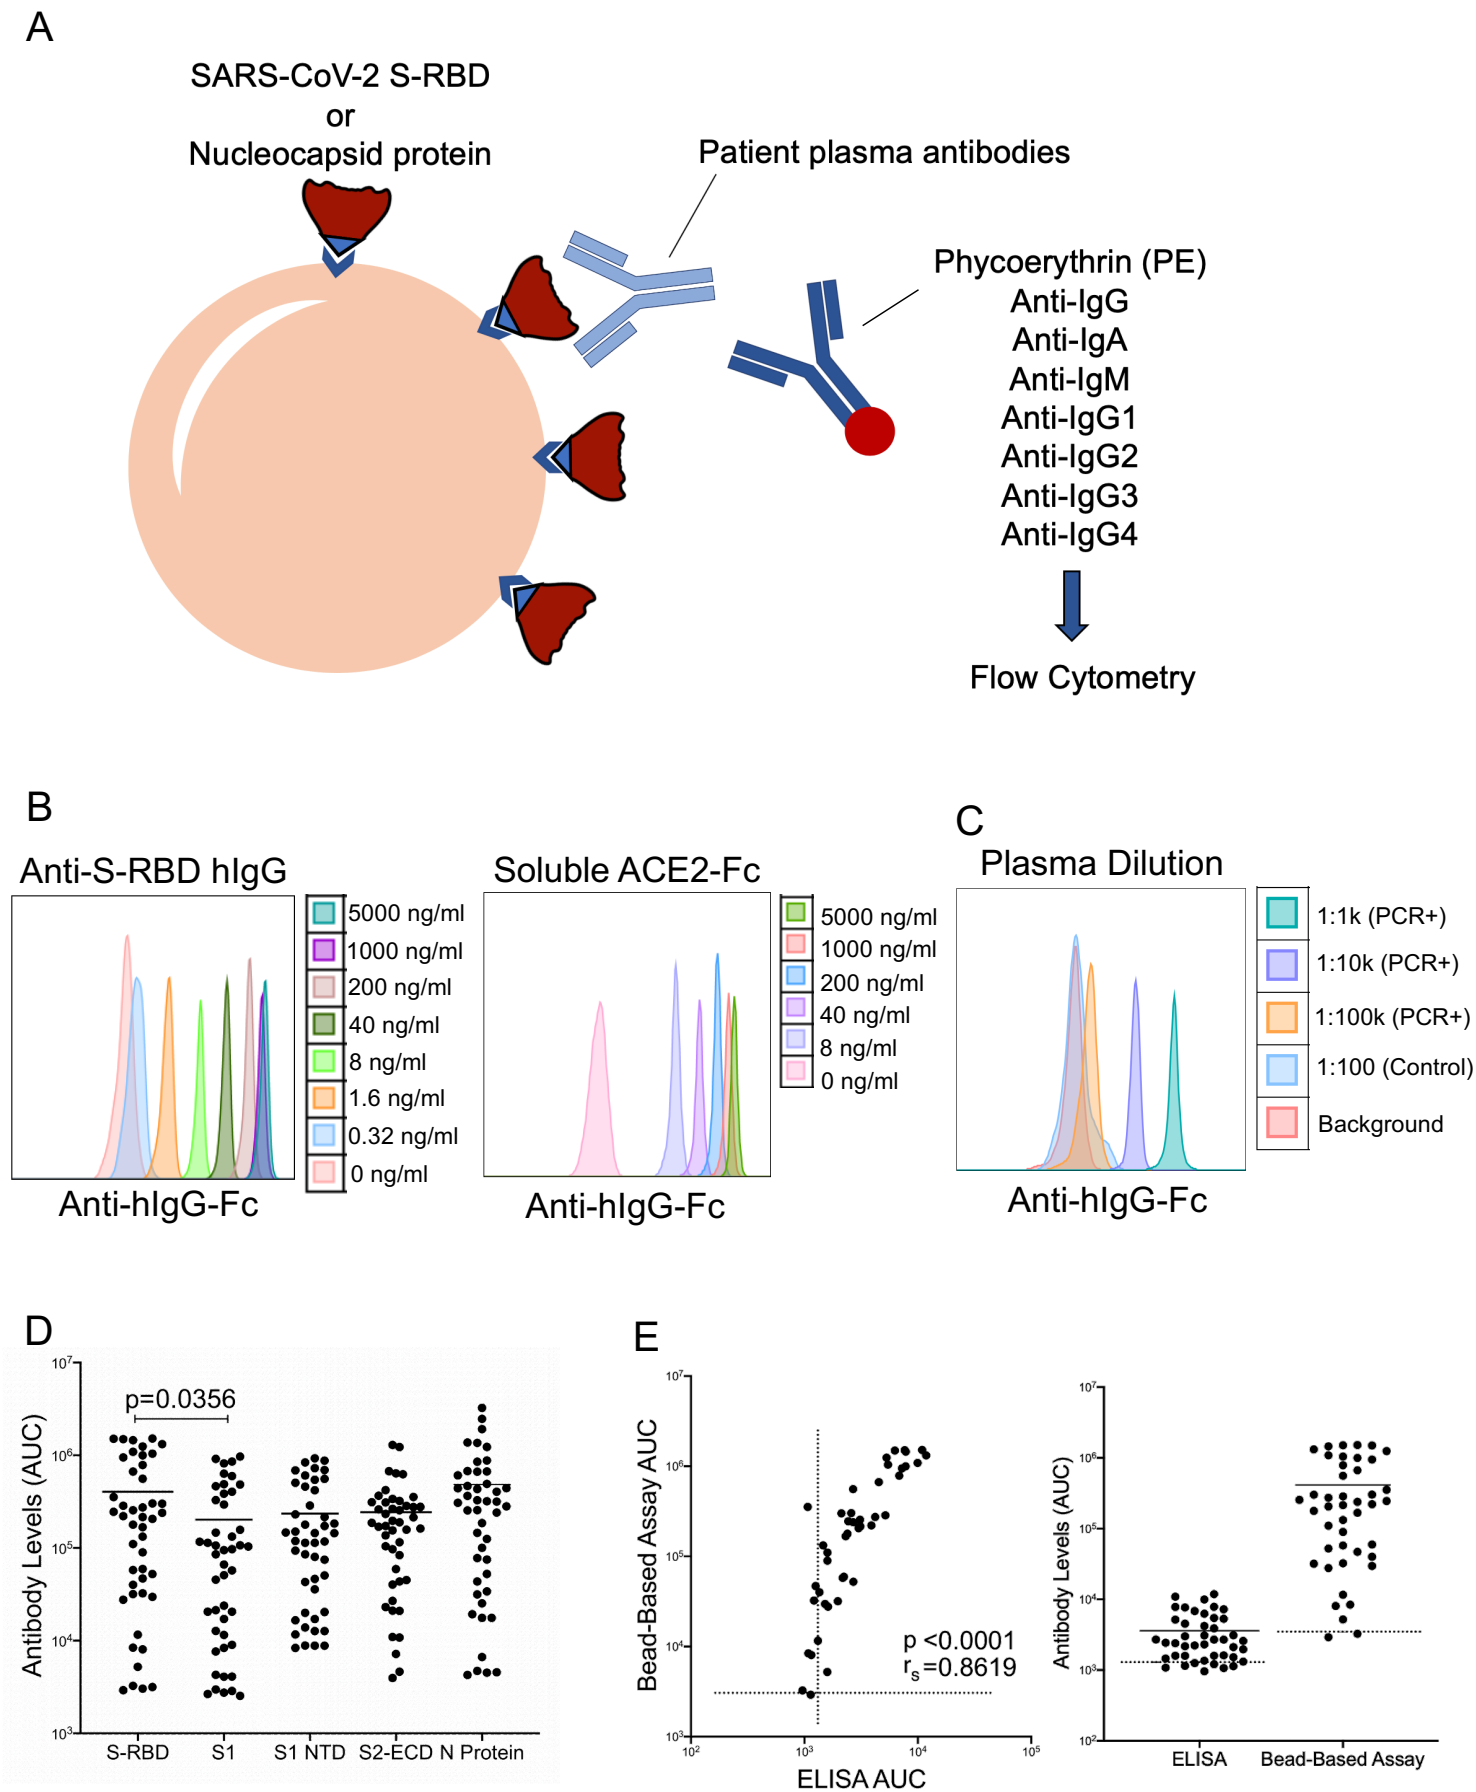 A
SARS-CoV-2 S-RBD
or
Nucleocapsid protein
Patient plasma antibodies
Phycoerythrin (PE)
Anti-IgG
Anti-IgA
Anti-IgM
Anti-IgG1
Anti-IgG2
Anti-IgG3
Anti-IgG4
Flow Cytometry
B
Anti-S-RBD hIgG
5000 ng/ml
1000 ng/ml
200 ng/ml
40 ng/ml
8 ng/ml
1.6 ng/ml
0.32 ng/ml
0 ng/ml
Anti-hIgG-Fc
Soluble ACE2-Fc
5000 ng/ml
1000 ng/ml
200 ng/ml
40 ng/ml
8 ng/ml
0 ng/ml
Anti-hIgG-Fc
C
Plasma Dilution
1:1k (PCR+)
1:10k (PCR+)
1:100k (PCR+)
1:100 (Control)
Background
Anti-hIgG-Fc
D
Antibody Levels (AUC)
10⁷
10⁶
10⁵
10⁴
10³
p=0.0356
S-RBD S1 S1 NTD S2-ECD N Protein
E
Bead-Based Assay AUC
10⁷
10⁶
10⁵
10⁴
10³
p <0.0001
rₛ=0.8619
10² 10³ 10⁴ 10⁵
ELISA AUC
Antibody Levels (AUC)
10⁷
10⁶
10⁵
10⁴
10³
10²
ELISA Bead-Based Assay